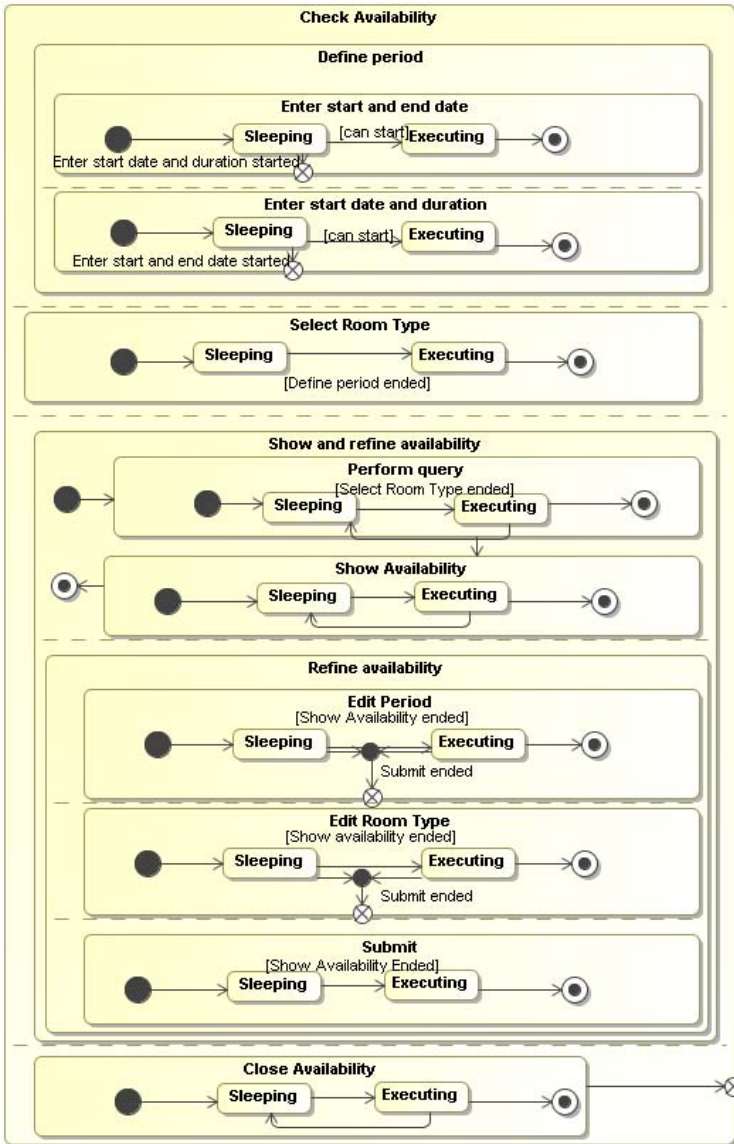 Check Availability
Define period
Enter start and end date
[can start]
Sleeping
Executing
Enter start date and duration started
Enter start date and duration
Sleeping
Executing
[can start]
Enter start and end date started
Select Room Type
Sleeping
Executing
[Define period ended]
Show and refine availability
Perform query
[Select Room Type ended]
Sleeping
Executing
Show Availability
Sleeping
Executing
Refine availability
Edit Period
[Show Availability ended]
Sleeping
Executing
Submit ended
Edit Room Type
[Show availability ended]
Sleeping
Executing
Submit ended
Submit
[Show Availability Ended]
Sleeping
Executing
Close Availability
Sleeping
Executing